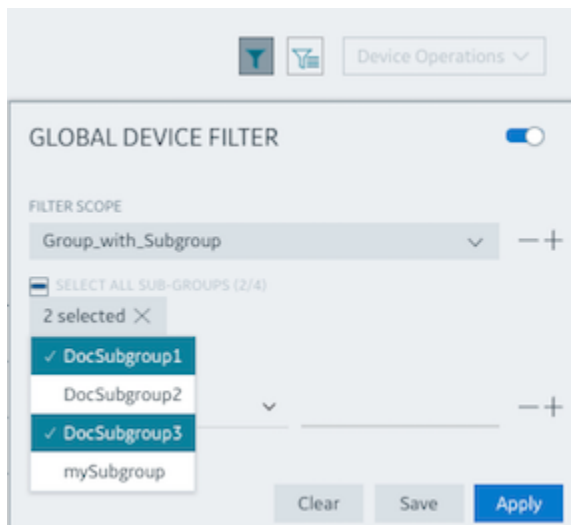 Device Operations
GLOBAL DEVICE FILTER
FILTER SCOPE
Group_with_Subgroup
SELECT ALL SUB-GROUPS (2/4)
2 selected
DocSubgroup1
DocSubgroup2
DocSubgroup3
mySubgroup
Clear Save Apply